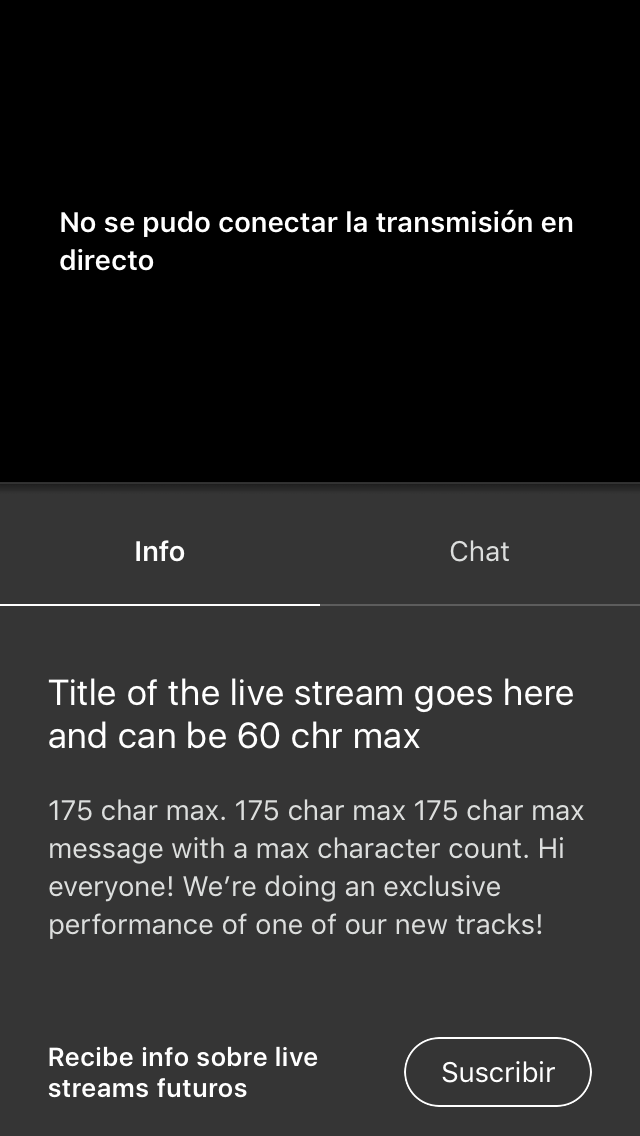 No se pudo conectar la transmisión en
directo
Info
Chat
Title of the live stream goes here
and can be 60 chr max
175 char max. 175 char max 175 char max
message with a max character count. Hi
everyone! We’re doing an exclusive
performance of one of our new tracks!
Recibe info sobre live
streams futuros
Suscribir